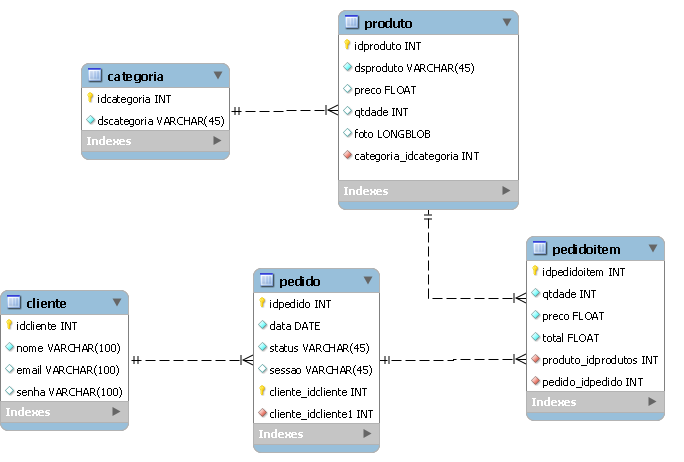 produto
idproduto INT
dsproduto VARCHAR(45)
preco FLOAT
qtdade INT
foto LONGBLOB
categoria_idcategoria INT
Indexes
categoria
idcategoria INT
dscategoria VARCHAR(45)
Indexes
pedidoitem
idpedidoitem INT
qtdade INT
preco FLOAT
total FLOAT
produto_idprodutos INT
pedido_idpedido INT
Indexes
pedido
idpedido INT
data DATE
status VARCHAR(45)
sessao VARCHAR(45)
cliente_idcliente INT
cliente_idcliente1 INT
Indexes
cliente
idcliente INT
nome VARCHAR(100)
email VARCHAR(100)
senha VARCHAR(100)
Indexes